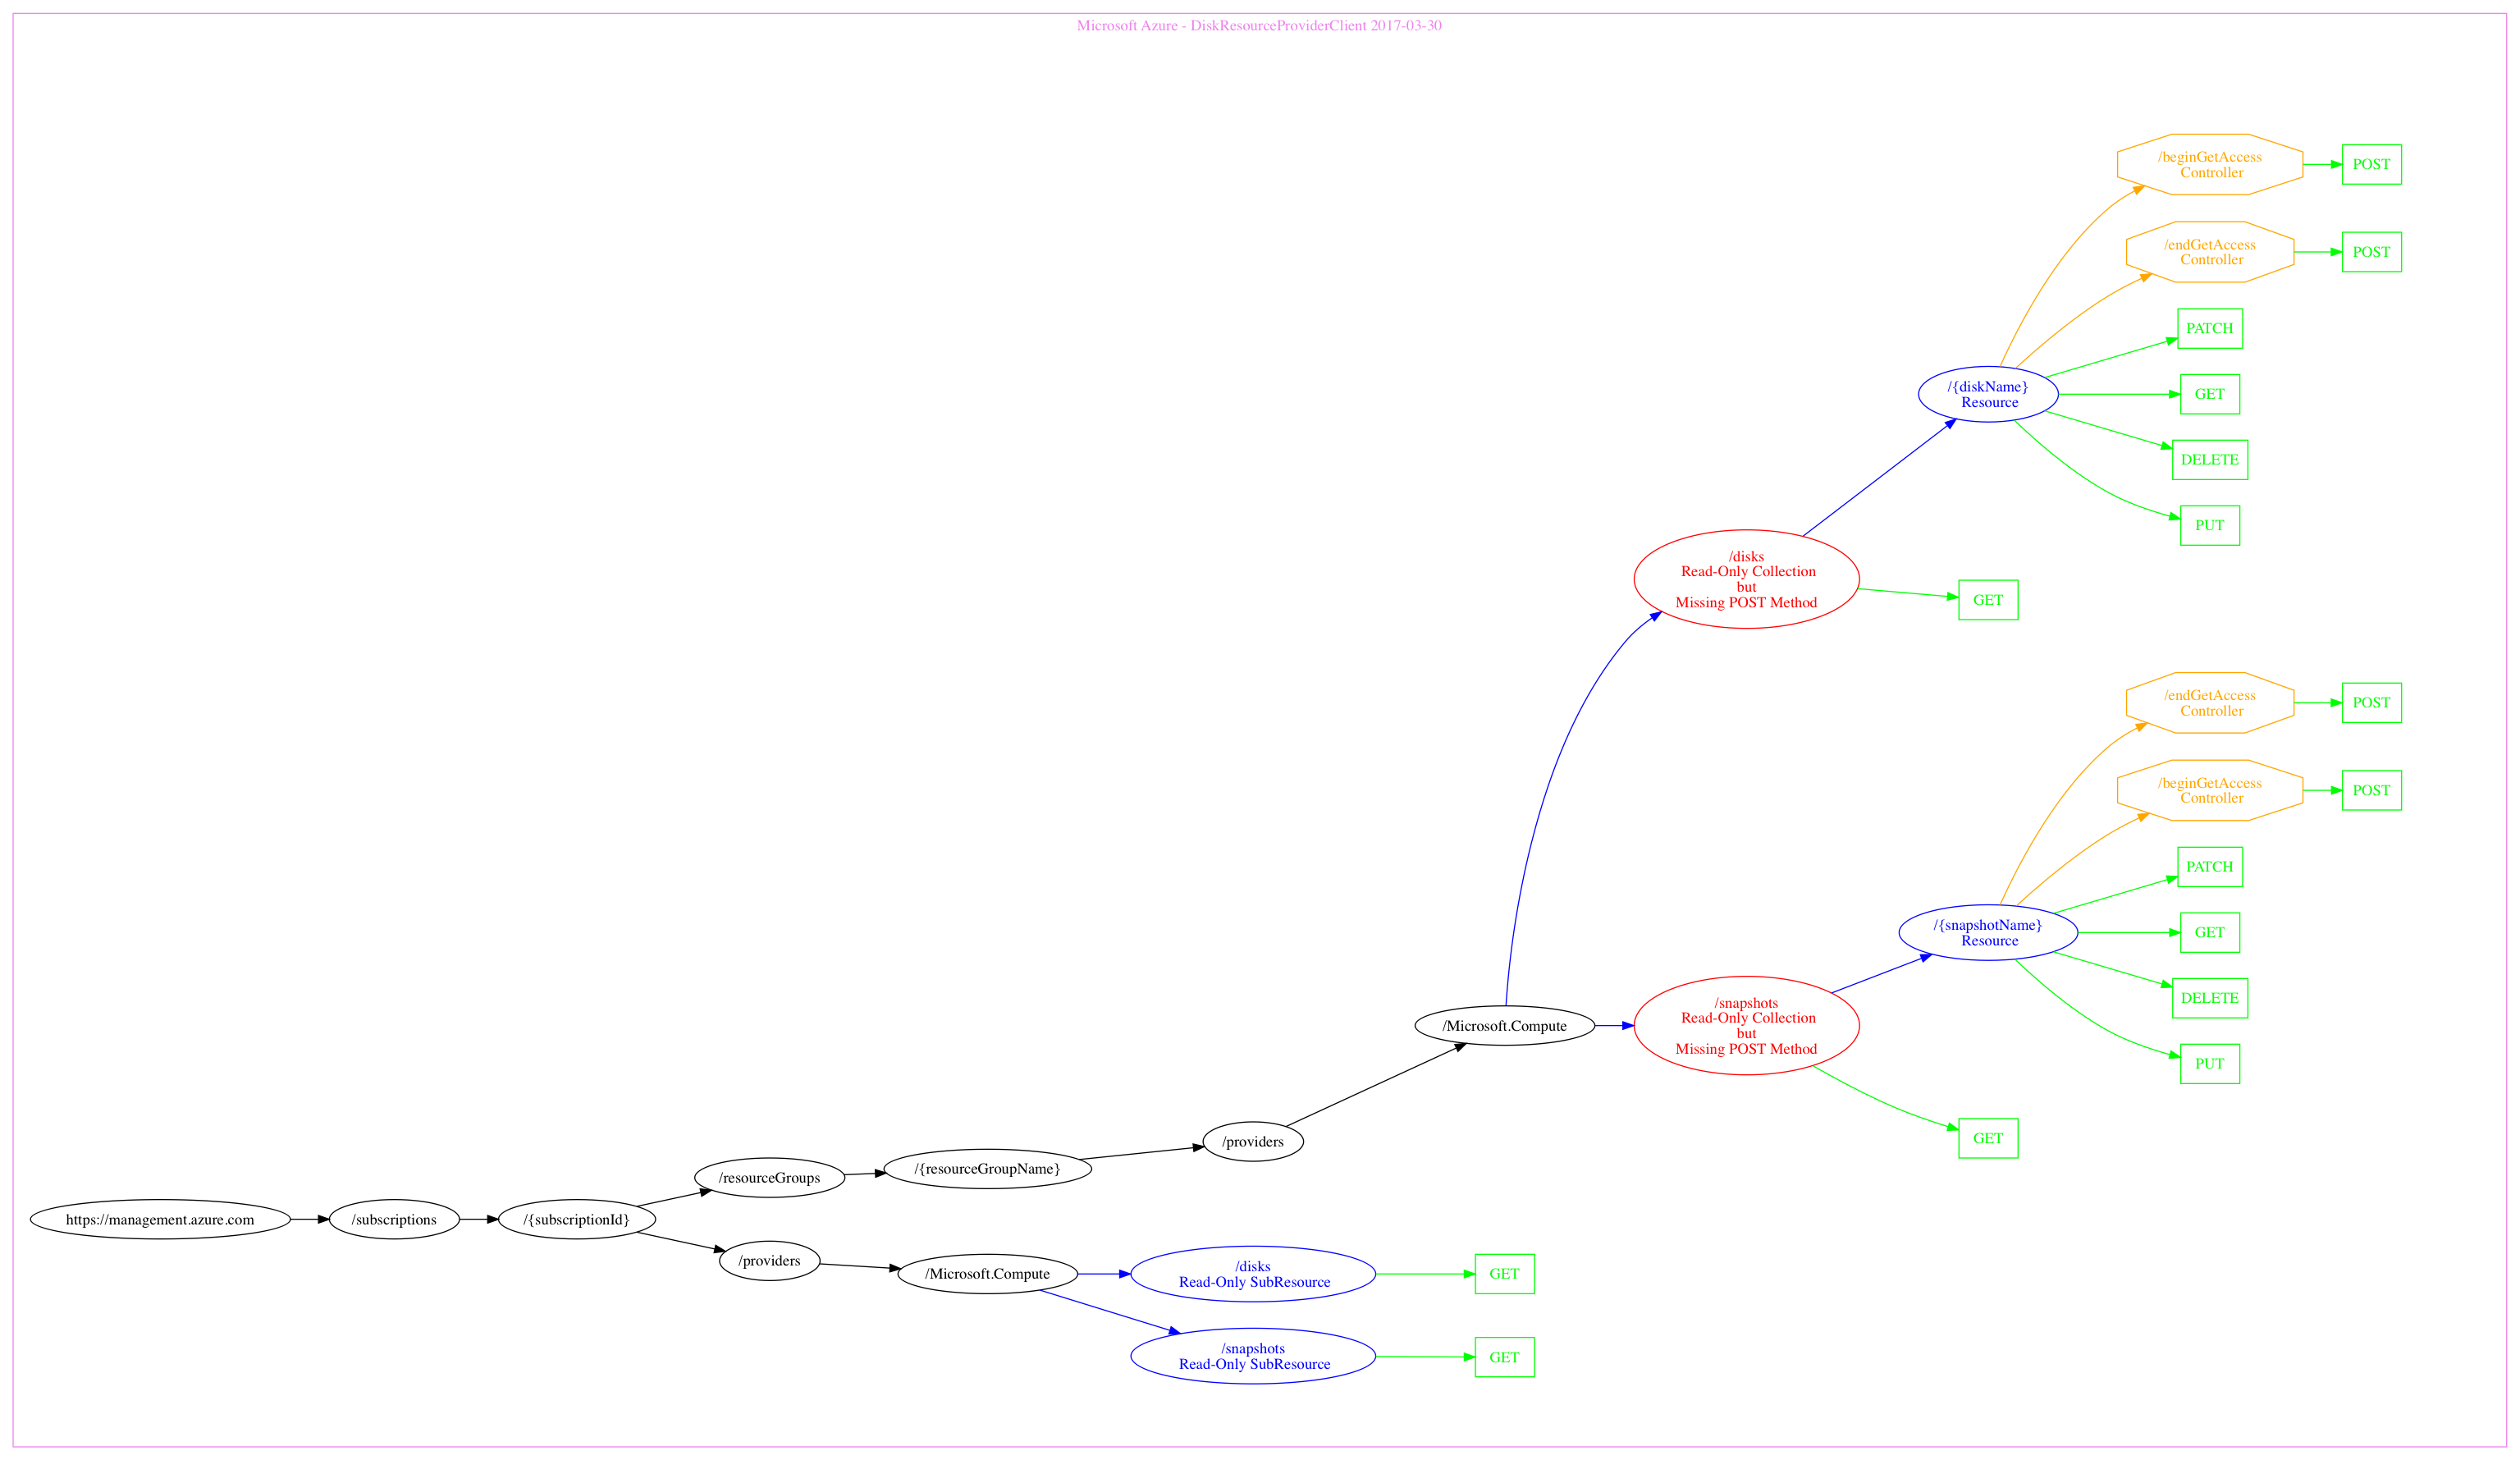 Microsoft Azure - DiskResourceProviderClient 2017-03-30
/beginGetAccess
Controller
POST
/endGetAccess
Controller
POST
PATCH
/{diskName}
Resource
GET
DELETE
PUT
/disks
Read-Only Collection
but
Missing POST Method
GET
/endGetAccess
Controller
POST
/beginGetAccess
Controller
POST
PATCH
/{snapshotName}
Resource
GET
DELETE
PUT
/Microsoft.Compute
/snapshots
Read-Only Collection
but
Missing POST Method
GET
/providers
/{resourceGroupName}
/resourceGroups
https://management.azure.com
/subscriptions
/{subscriptionId}
/providers
/Microsoft.Compute
/disks
Read-Only SubResource
GET
/snapshots
Read-Only SubResource
GET